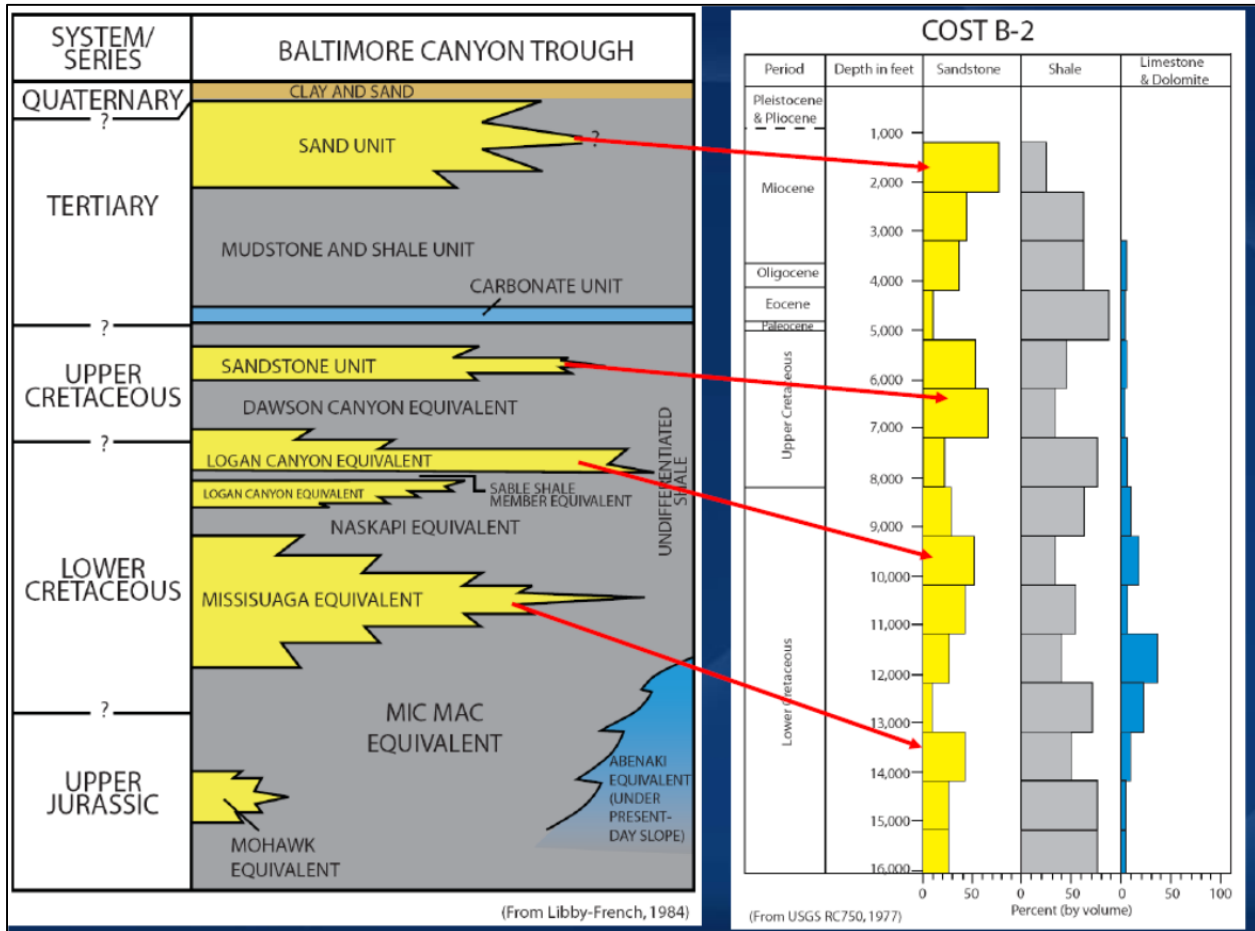 SYSTEM/
SERIES
BALTIMORE CANYON TROUGH
QUATERNARY
?
TERTIARY
?
UPPER
CRETACEOUS
?
LOWER
CRETACEOUS
?
UPPER
JURASSIC
CLAY AND SAND
SAND UNIT
?
MUDSTONE AND SHALE UNIT
CARBONATE UNIT
SANDSTONE UNIT
DAWSON CANYON EQUIVALENT
LOGAN CANYON EQUIVALENT
SABLE SHALE
MEMBER EQUIVALENT
LOGAN CANYON EQUIVALENT
NASKAPI EQUIVALENT
UNDIFFERENTIATED
SHALE
MISSISUAGA EQUIVALENT
MIC MAC
EQUIVALENT
ABENAKI
EQUIVALENT
(UNDER
PRESENT-
DAY SLOPE)
MOHAWK
EQUIVALENT
(From Libby-French, 1984)
COST B-2
Period
Depth in feet
Sandstone
Shale
Limestone
& Dolomite
Pleistocene
& Pliocene
Miocene
Oligocene
Eocene
Paleocene
Upper Cretaceous
Lower Cretaceous
1,000
2,000
3,000
4,000
5,000
6,000
7,000
8,000
9,000
10,000
11,000
12,000
13,000
14,000
15,000
16,000
0 50 0 50 0 50 100
Percent (by volume)
(From USGS RC750, 1977)